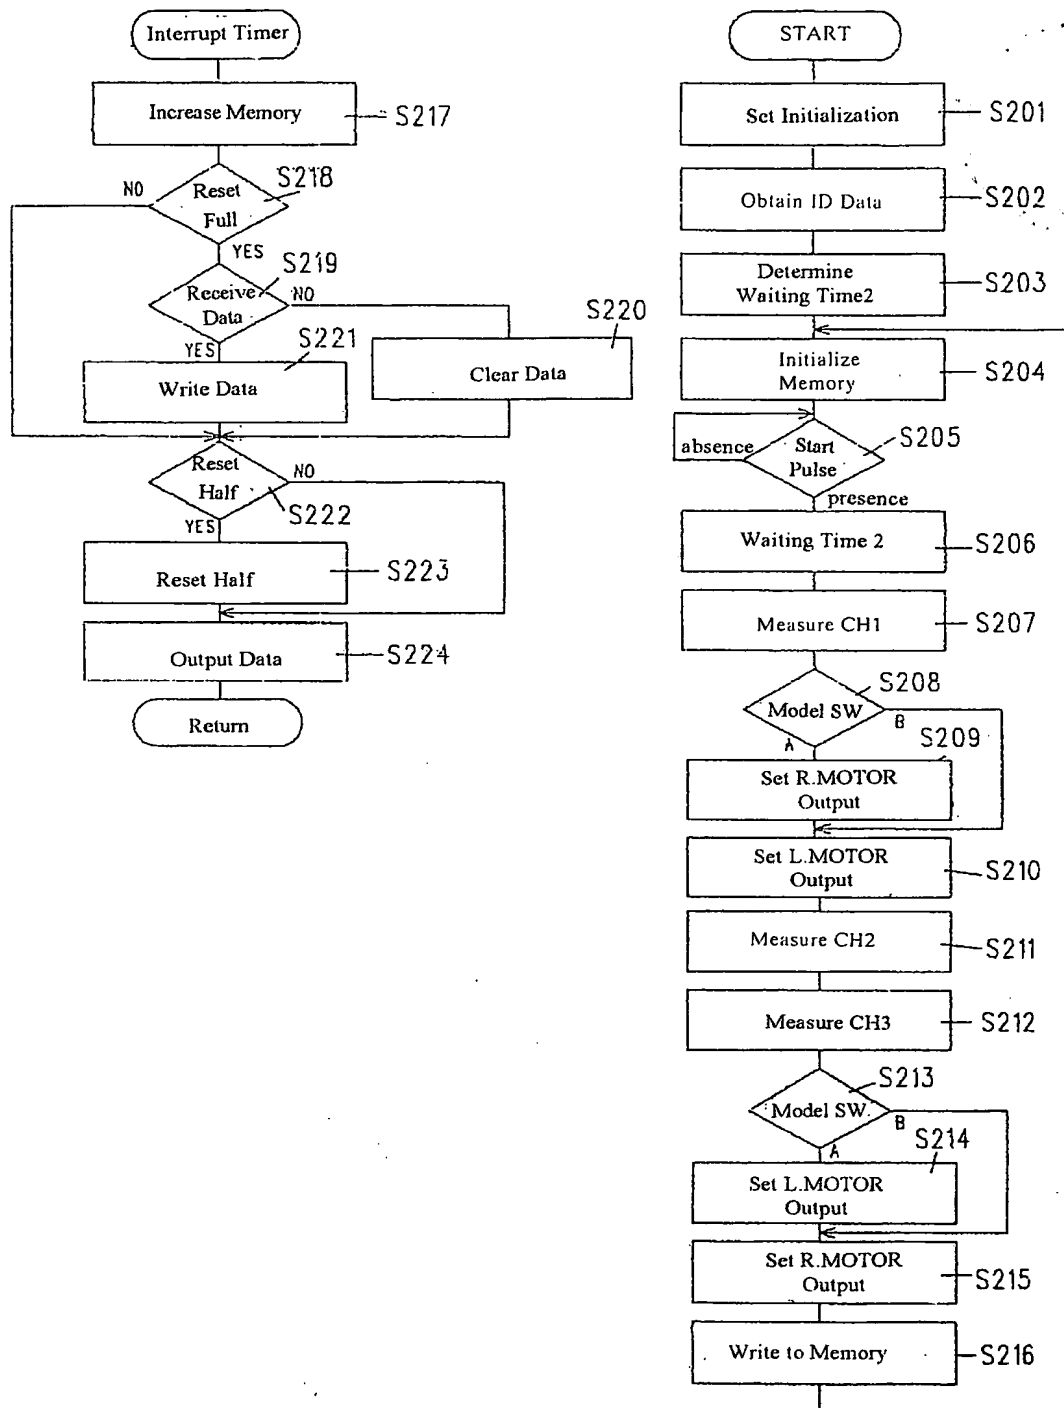 Interrupt Timer
Increase Memory
S217
NO
Reset
Full
S218
YES
Receive
Data
S219
NO
YES
S221
Write Data
S220
Clear Data
Reset
Half
NO
S222
YES
Reset Half
S223
Output Data
S224
Return
START
Set Initialization
S201
Obtain ID Data
S202
Determine
Waiting Time2
S203
Initialize
Memory
S204
absence
Start
Pulse
S205
presence
Waiting Time 2
S206
Measure CH1
S207
Model SW
S208
B
A
S209
Set R.MOTOR
Output
Set L.MOTOR
Output
S210
Measure CH2
S211
Measure CH3
S212
Model SW
S213
B
A
S214
Set L.MOTOR
Output
Set R.MOTOR
Output
S215
Write to Memory
S216